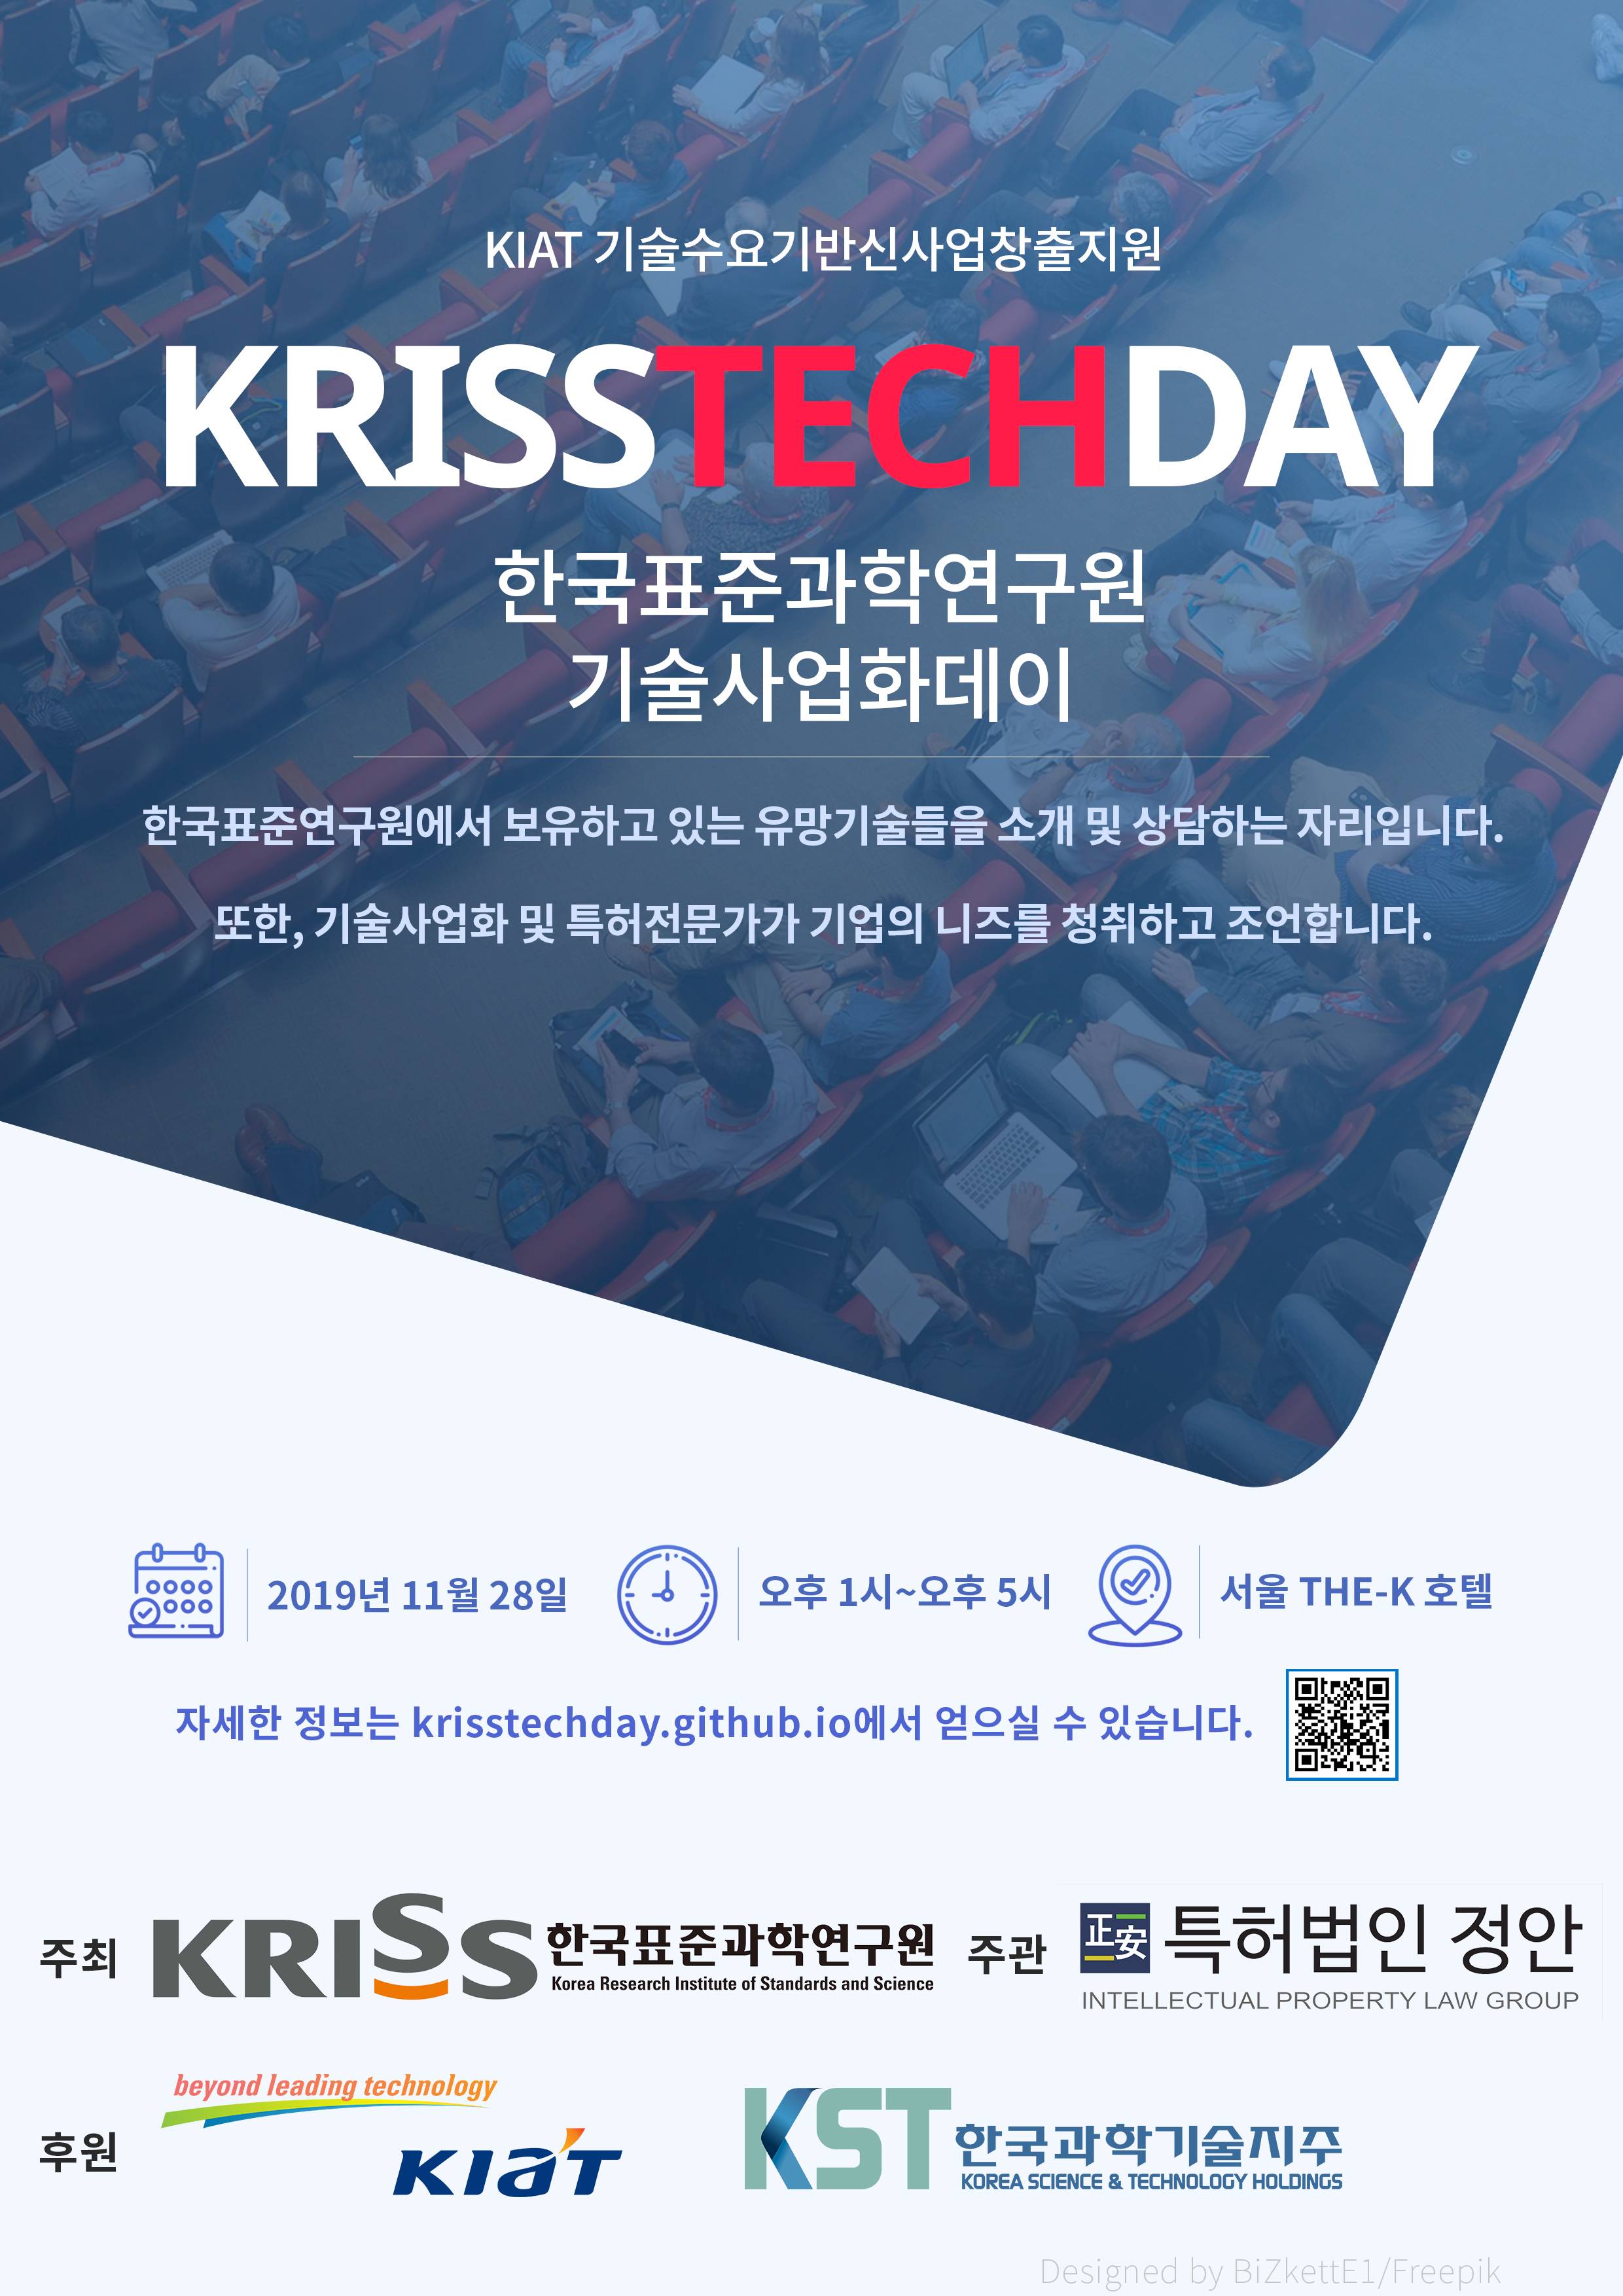 KIAT 기술수요기반신사업창출지원
KRISSTECHDAY
한국표준과학연구원
기술사업화데이
한국표준연구원에서 보유하고 있는 유망기술들을 소개 및 상담하는 자리입니다.
또한, 기술사업화 및 특허전문가가 기업의 니즈를 청취하고 조언합니다.
2019년 11월 28일
오후 1시~오후 5시
서울 THE-K 호텔
자세한 정보는 krisstechday.github.io에서 얻으실 수 있습니다.
주최
KRISS
한국표준과학연구원
Korea Research Institute of Standards and Science
주관
正安
특허법인 정안
INTELLECTUAL PROPERTY LAW GROUP
후원
beyond leading technology
KIAT
KST
한국과학기술지주
KOREA SCIENCE & TECHNOLOGY HOLDINGS
Designed by BiZkettE1/Freepik